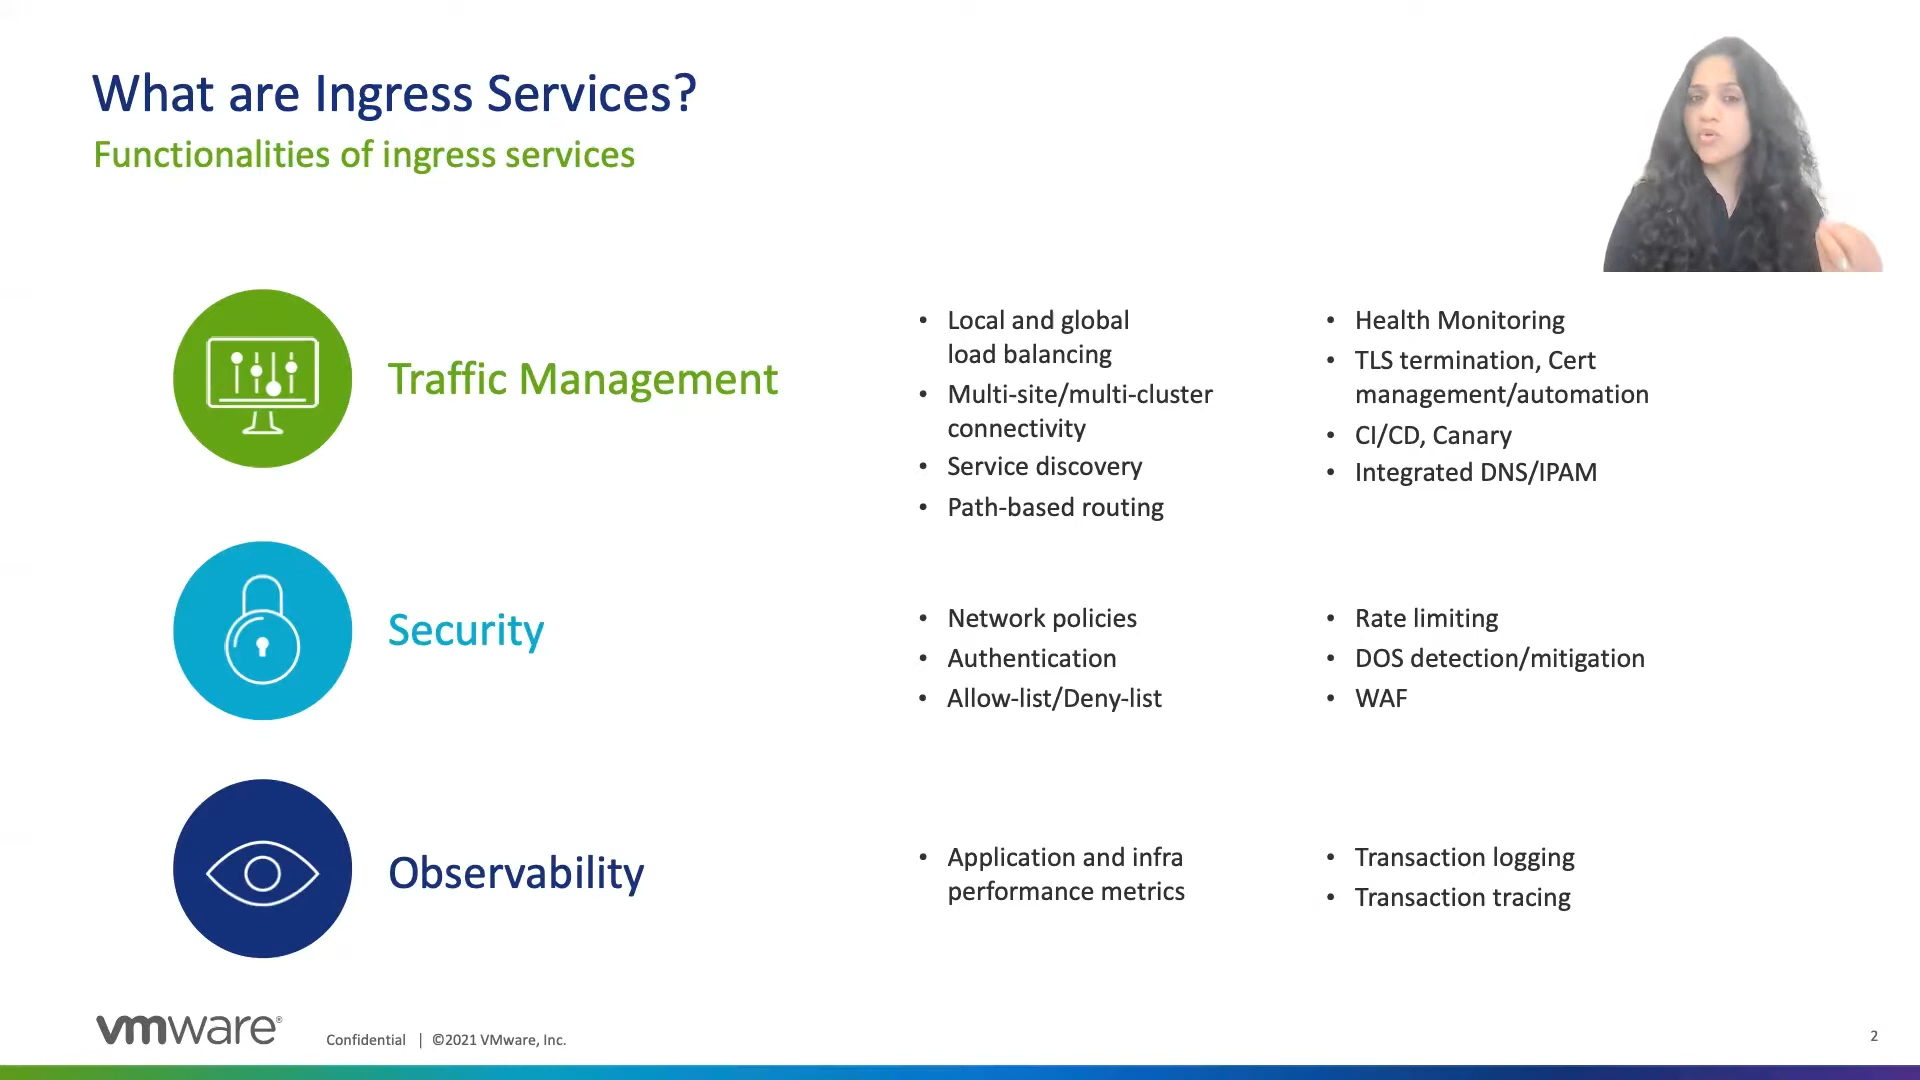 What are Ingress Services?
Functionalities of ingress services
Traffic Management
• Local and global
load balancing
• Multi-site/multi-cluster
connectivity
• Service discovery
• Path-based routing
• Health Monitoring
• TLS termination, Cert
management/automation
• CI/CD, Canary
• Integrated DNS/IPAM
Security
• Network policies
• Authentication
• Allow-list/Deny-list
• Rate limiting
• DOS detection/mitigation
• WAF
Observability
• Application and infra
performance metrics
• Transaction logging
• Transaction tracing
vmware®
Confidential | ©2021 VMware, Inc.
2